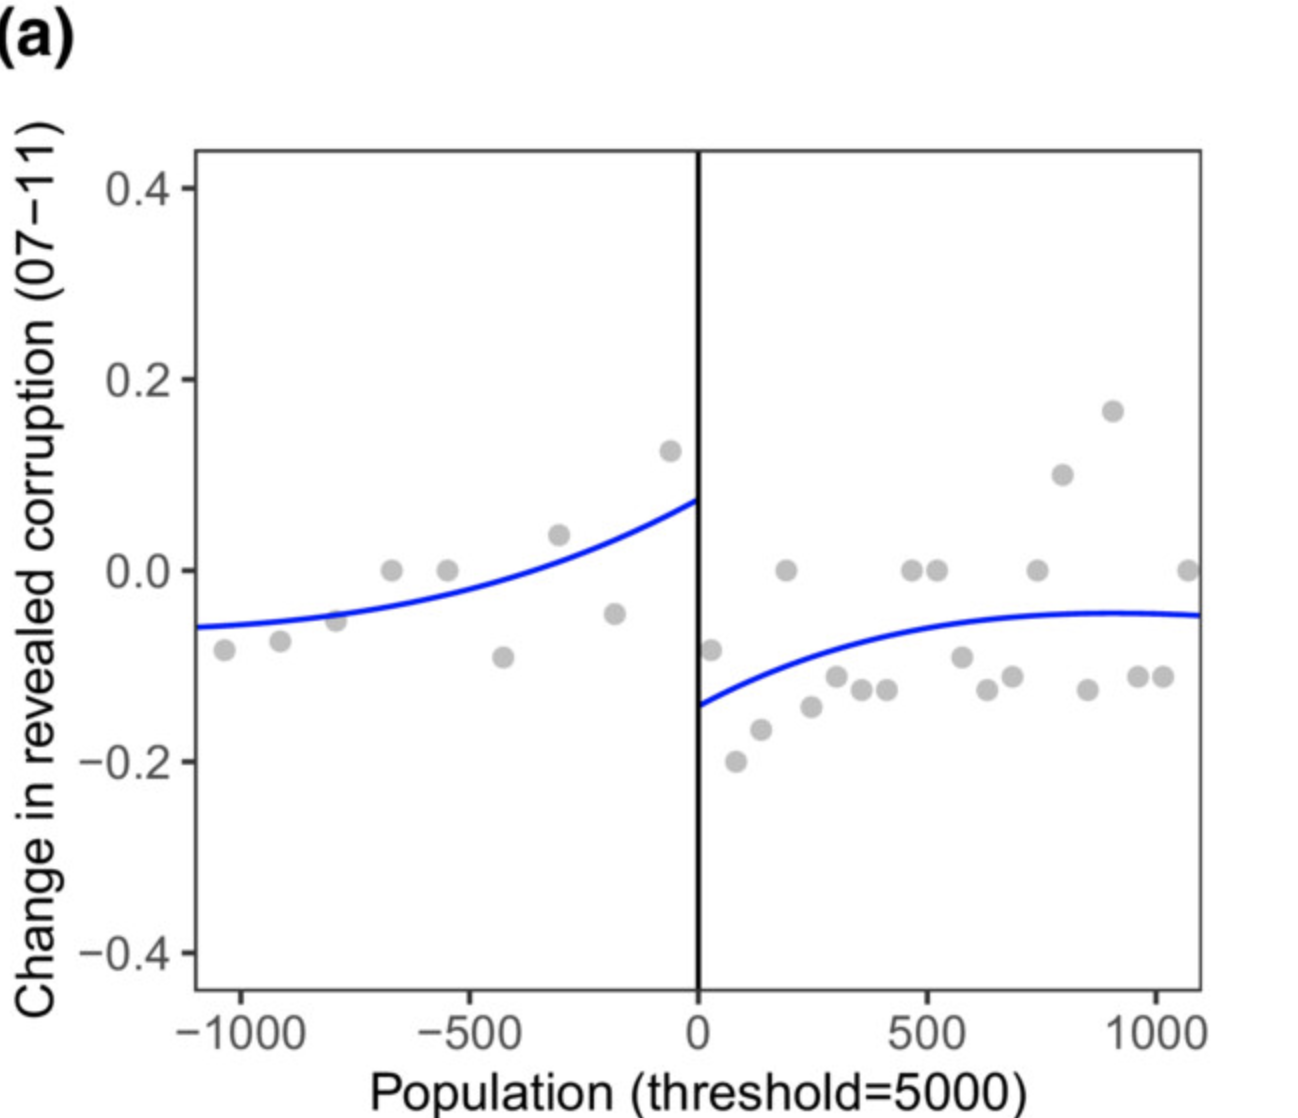 (a)
Change in revealed corruption (07−11)
0.4
0.2
0.0
−0.2
−0.4
−1000 −500 0 500 1000
Population (threshold=5000)